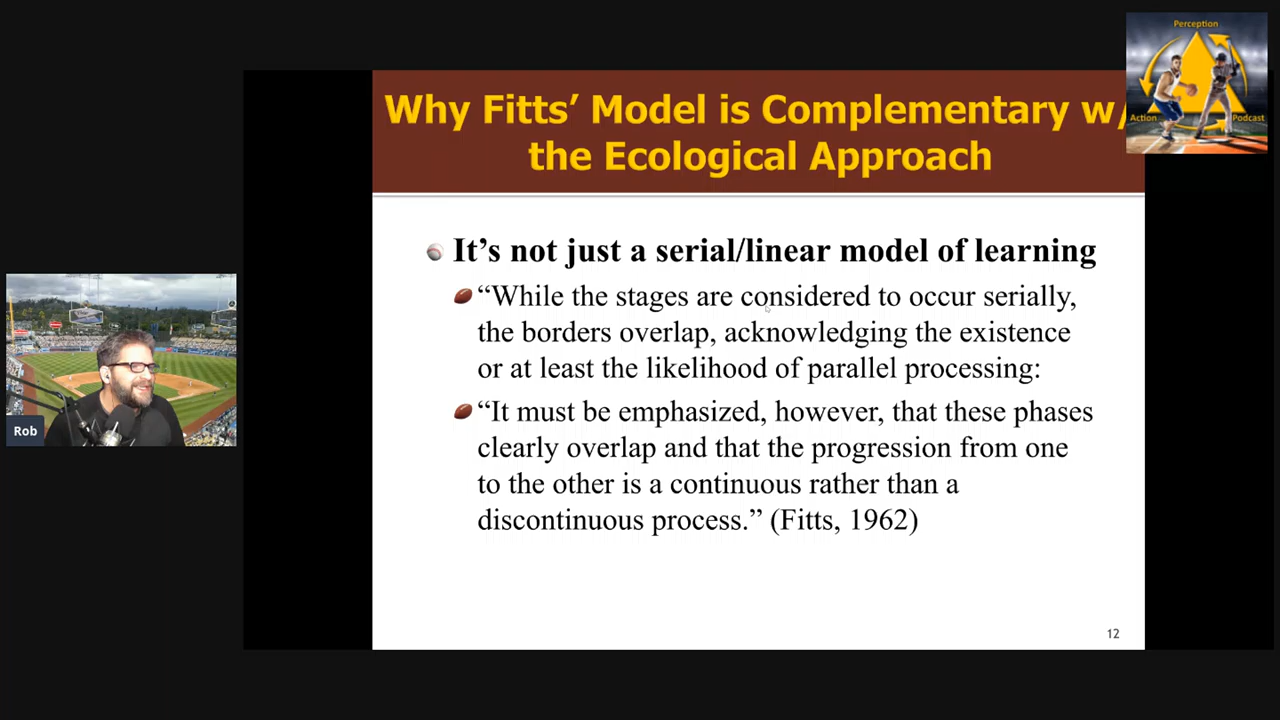 Perception
Action
Podcast
Why Fitts’ Model is Complementary w/
the Ecological Approach
It’s not just a serial/linear model of learning
“While the stages are considered to occur serially,
the borders overlap, acknowledging the existence
or at least the likelihood of parallel processing:
“It must be emphasized, however, that these phases
clearly overlap and that the progression from one
to the other is a continuous rather than a
discontinuous process.” (Fitts, 1962)
Rob
12